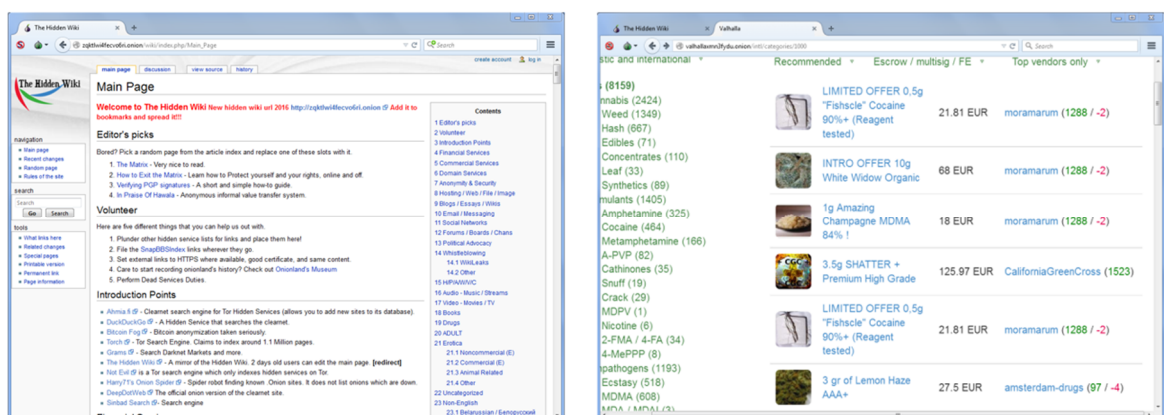 The Hidden Wiki
zqktlwi4fecvo6ri.onion/wiki/index.php/Main_Page
Search
create account
log in
main page
discussion
view source
history
The Hidden Wiki
navigation
Main page
Recent changes
Random page
Rules of the site
search
Search
Go
Search
tools
What links here
Related changes
Special pages
Printable version
Permanent link
Page information
Main Page
Welcome to The Hidden Wiki New hidden wiki url 2016 http://zqktlwi4fecvo6ri.onion Add it to
bookmarks and spread it!!!
Editor's picks
Bored? Pick a random page from the article index and replace one of these slots with it.
1. The Matrix - Very nice to read.
2. How to Exit the Matrix - Learn how to Protect yourself and your rights, online and off.
3. Verifying PGP signatures - A short and simple how-to guide.
4. In Praise Of Hawala - Anonymous informal value transfer system.
Volunteer
Here are five different things that you can help us out with.
1. Plunder other hidden service lists for links and place them here!
2. File the SnapBBSIndex links wherever they go.
3. Set external links to HTTPS where available, good certificate, and same content.
4. Care to start recording onionland's history? Check out Onionland's Museum
5. Perform Dead Services Duties.
Introduction Points
Ahmia.fi - Clearnet search engine for Tor Hidden Services (allows you to add new sites to its database).
DuckDuckGo - A Hidden Service that searches the clearnet.
Bitcoin Fog - Bitcoin anonymization taken seriously.
Torch - Tor Search Engine. Claims to index around 1.1 Million pages.
Grams - Search Darknet Markets and more.
The Hidden Wiki - A mirror of the Hidden Wiki. 2 days old users can edit the main page. [redirect]
Not Evil is a Tor search engine which only indexes hidden services on Tor.
Harry71's Onion Spider - Spider robot finding known .Onion sites. It does not list onions which are down.
DeepDotWeb The official onion version of the clearnet site.
Sinbad Search - Search engine
Contents
1 Editor's picks
2 Volunteer
3 Introduction Points
4 Financial Services
5 Commercial Services
6 Domain Services
7 Anonymity & Security
8 Hosting / Web / File / Image
9 Blogs / Essays / Wikis
10 Email / Messaging
11 Social Networks
12 Forums / Boards / Chans
13 Political Advocacy
14 Whistleblowing
14.1 WikiLeaks
14.2 Other
15 H/P/A/W/V/C
16 Audio - Music / Streams
17 Video - Movies / TV
18 Books
19 Drugs
20 ADULT
21 Erotica
21.1 Noncommercial (E)
21.2 Commercial (E)
21.3 Animal Related
21.4 Other
22 Uncategorized
23 Non-English
23.1 Belarussian / Белорусский
The Hidden Wiki
Valhalla
valhallaxmn3fydu.onion/intl/categories/1000
Search
stic and international
Recommended
Escrow / multisig / FE
Top vendors only
s (8159)
nnabis (2424)
Weed (1349)
Hash (667)
Edibles (71)
Concentrates (110)
Leaf (33)
Synthetics (89)
mulants (1405)
Amphetamine (325)
Cocaine (464)
Metamphetamine (166)
A-PVP (82)
Cathinones (35)
Snuff (19)
Crack (29)
MDPV (1)
Nicotine (6)
2-FMA / 4-FA (34)
4-MePPP (8)
pathogens (1193)
Ecstasy (518)
MDMA (608)
LIMITED OFFER 0,5g
"Fishscle" Cocaine
90%+ (Reagent
tested)
21.81 EUR
moramarum (1288 / -2)
INTRO OFFER 10g
White Widow Organic
68 EUR
moramarum (1288 / -2)
1g Amazing
Champagne MDMA
84% !
18 EUR
moramarum (1288 / -2)
CGC
3.5g SHATTER +
Premium High Grade
125.97 EUR
CaliforniaGreenCross (1523)
LIMITED OFFER 0,5g
"Fishscle" Cocaine
90%+ (Reagent
tested)
21.81 EUR
moramarum (1288 / -2)
3 gr of Lemon Haze
AAA+
27.5 EUR
amsterdam-drugs (97 / -4)